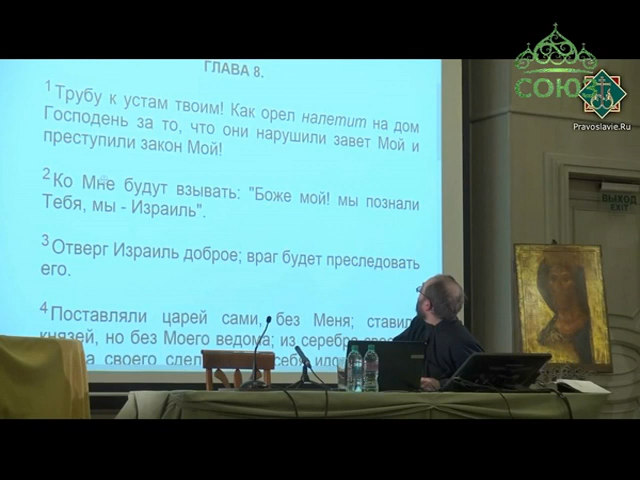 ГЛАВА 8.
1 Трубу к устам твоим! Как орел налетит на дом
Господень за то, что они нарушили завет Мой и
преступили закон Мой!
2 Ко Мне будут взывать: "Боже мой! мы познали
Тебя, мы - Израиль".
3 Отверг Израиль доброе; враг будет преследовать
его.
4 Поставляли царей сами, без Меня; ставили
князей, но без Моего ведома; из серебра
своего
СОЮЗ
Pravoslavie.Ru
ВЫХОД
EXIT